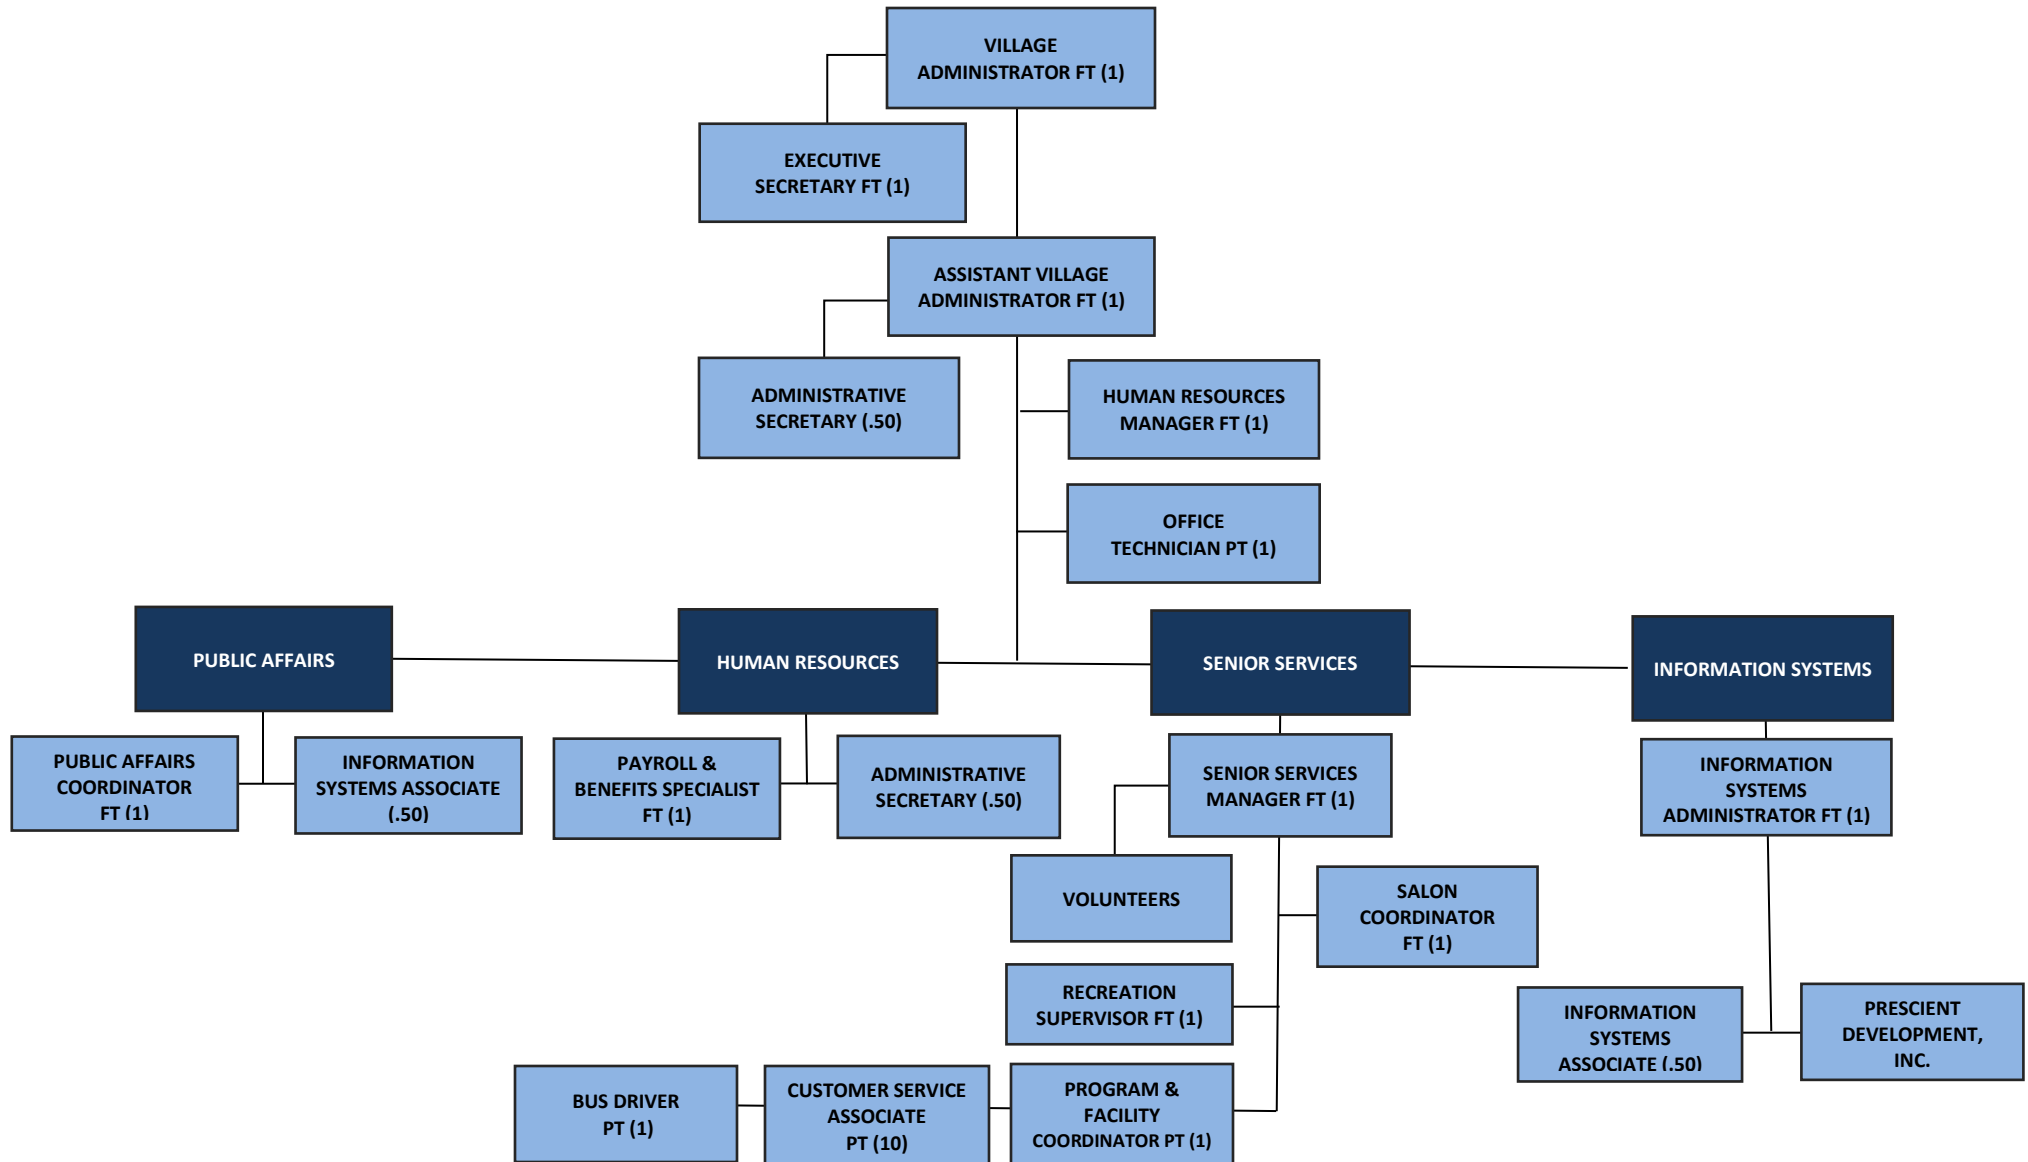 VILLAGE
ADMINISTRATOR FT (1)
EXECUTIVE
SECRETARY FT (1)
ASSISTANT VILLAGE
ADMINISTRATOR FT (1)
ADMINISTRATIVE
SECRETARY (.50)
HUMAN RESOURCES
MANAGER FT (1)
OFFICE
TECHNICIAN PT (1)
PUBLIC AFFAIRS
HUMAN RESOURCES
SENIOR SERVICES
INFORMATION SYSTEMS
PUBLIC AFFAIRS
COORDINATOR
FT (1)
INFORMATION
SYSTEMS ASSOCIATE
(.50)
PAYROLL &
BENEFITS SPECIALIST
FT (1)
ADMINISTRATIVE
SECRETARY (.50)
SENIOR SERVICES
MANAGER FT (1)
INFORMATION
SYSTEMS
ADMINISTRATOR FT (1)
VOLUNTEERS
SALON
COORDINATOR
FT (1)
RECREATION
SUPERVISOR FT (1)
INFORMATION
SYSTEMS
ASSOCIATE (.50)
PRESCIENT
DEVELOPMENT,
INC.
BUS DRIVER
PT (1)
CUSTOMER SERVICE
ASSOCIATE
PT (10)
PROGRAM &
FACILITY
COORDINATOR PT (1)